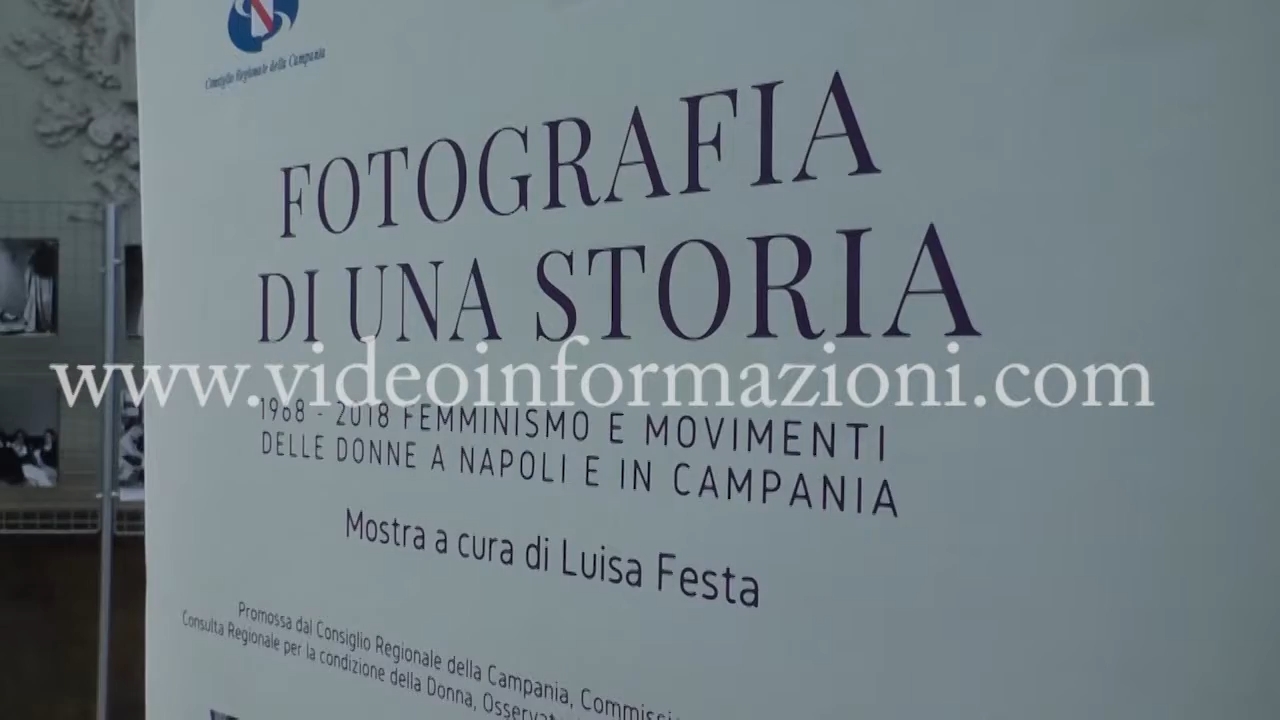 Consiglio Regionale della Campania
FOTOGRAFIA
DI UNA STORIA
www.videoinformazioni.com
1968 - 2018 FEMMINISMO E MOVIMENTI
DELLE DONNE A NAPOLI E IN CAMPANIA
Mostra a cura di Luisa Festa
Promossa dal Consiglio Regionale della Campania,
Consulta Regionale per la condizione della Donna,